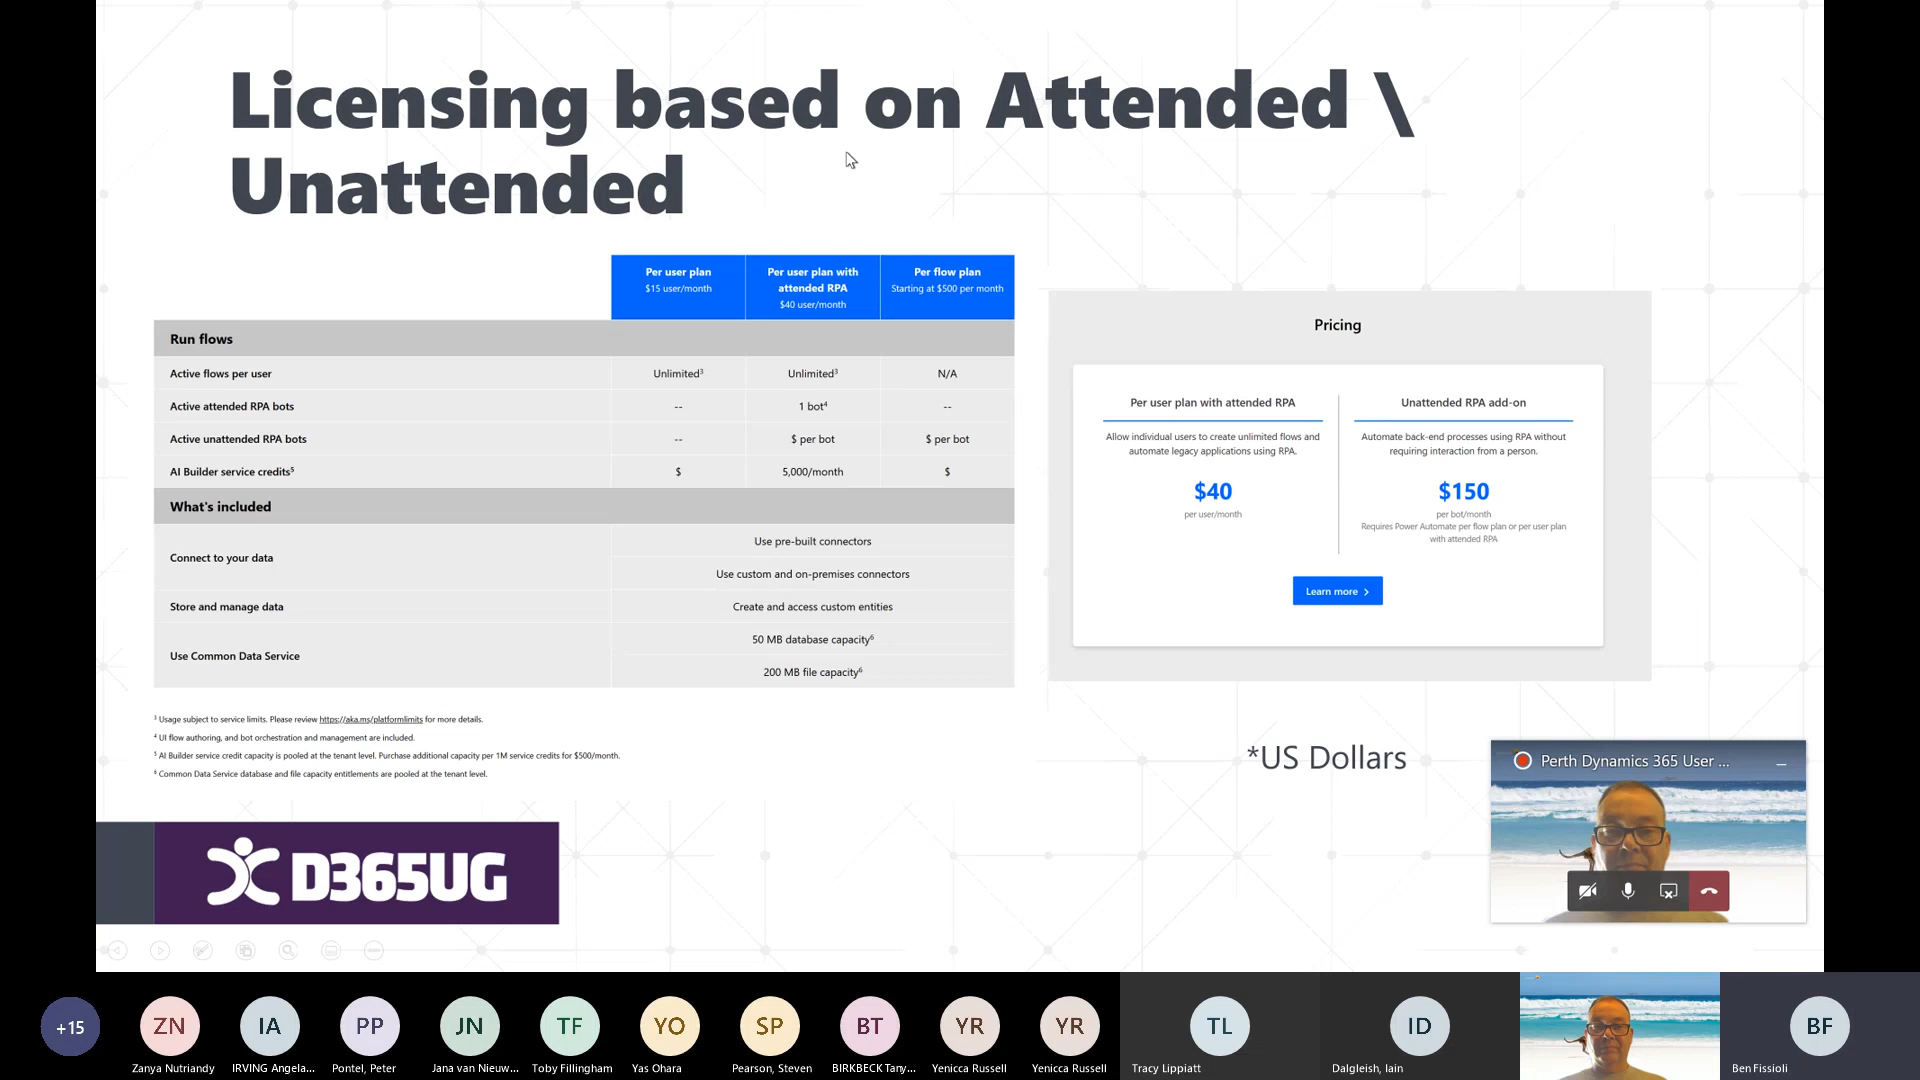 Licensing based on Attended \
Unattended
Per user plan
$15 user/month
Per user plan with
attended RPA
$40 user/month
Per flow plan
Starting at $500 per month
Run flows
Active flows per user
Unlimited³
Unlimited³
N/A
Active attended RPA bots
--
1 bot⁴
--
Active unattended RPA bots
--
$ per bot
$ per bot
AI Builder service credits⁵
$
5,000/month
$
What's included
Connect to your data
Use pre-built connectors
Use custom and on-premises connectors
Store and manage data
Create and access custom entities
Use Common Data Service
50 MB database capacity⁶
200 MB file capacity⁶
³ Usage subject to service limits. Please review https://aka.ms/platformlimits for more details.
⁴ UI flow authoring, and bot orchestration and management are included.
⁵ AI Builder service credit capacity is pooled at the tenant level. Purchase additional capacity per 1M service credits for $500/month.
⁶ Common Data Service database and file capacity entitlements are pooled at the tenant level.
Pricing
Per user plan with attended RPA
Allow individual users to create unlimited flows and
automate legacy applications using RPA.
$40
per user/month
Unattended RPA add-on
Automate back-end processes using RPA without
requiring interaction from a person.
$150
per bot/month
Requires Power Automate per flow plan or per user plan
with attended RPA
Learn more
*US Dollars
Perth Dynamics 365 User ...
D365UG
+15
ZN
IA
PP
JN
TF
YO
SP
BT
YR
YR
TL
ID
BF
Zanya Nutriandy
IRVING Angela...
Pontel, Peter
Jana van Nieuw...
Toby Fillingham
Yas Ohara
Pearson, Steven
BIRKBECK Tany...
Yenicca Russell
Yenicca Russell
Tracy Lippiatt
Dalgleish, Iain
Ben Fissioli